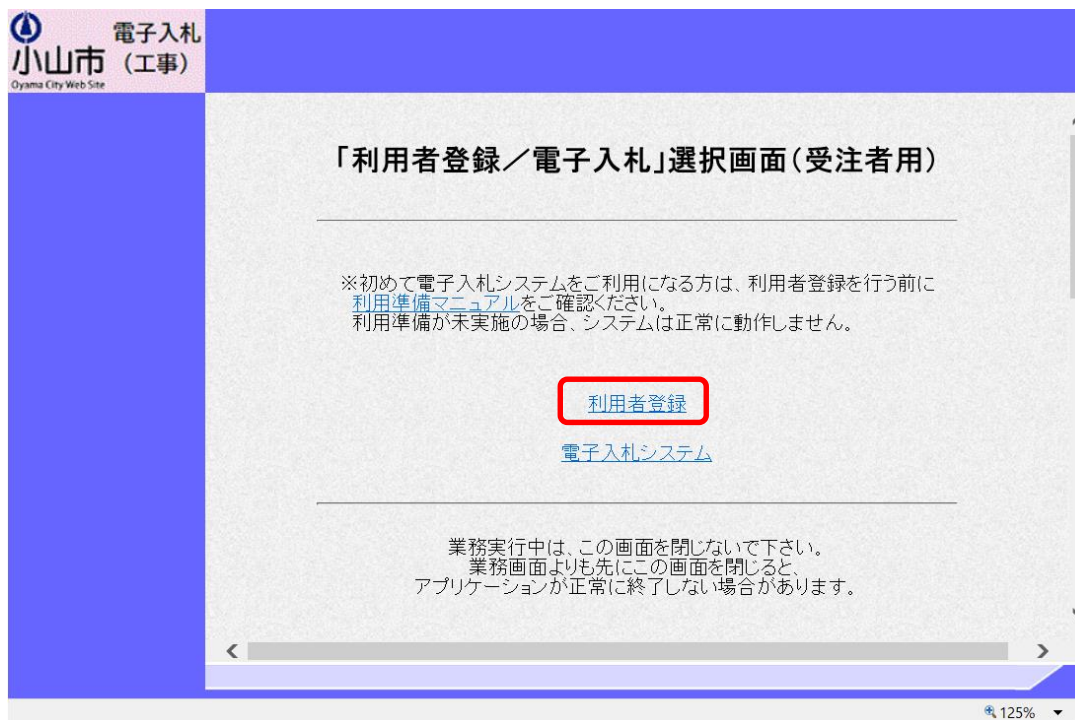 電子入札
小山市
(工事)
Oyama City Web Site
「利用者登録/電子入札」選択画面(受注者用)
※初めて電子入札システムをご利用になる方は、利用者登録を行う前に
利用準備マニュアルをご確認ください。
利用準備が未実施の場合、システムは正常に動作しません。
利用者登録
電子入札システム
業務実行中は、この画面を閉じないで下さい。
業務画面よりも先にこの画面を閉じると、
アプリケーションが正常に終了しない場合があります。
125%